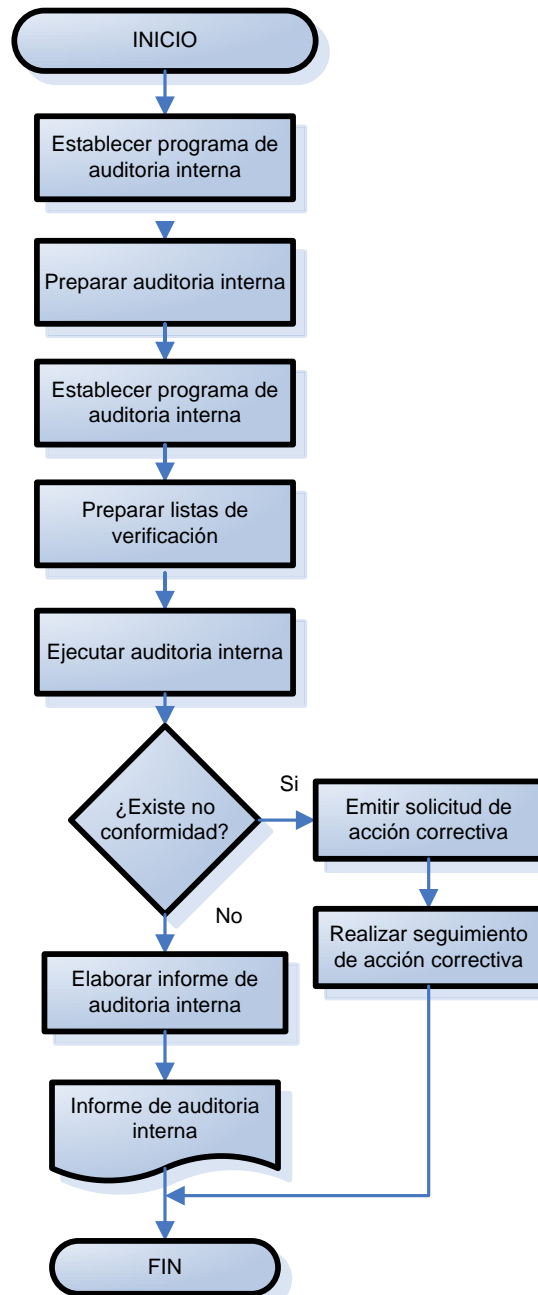 INICIO
Establecer programa de
auditoria interna
Preparar auditoria interna
Establecer programa de
auditoria interna
Preparar listas de
verificación
Ejecutar auditoria interna
¿Existe no
conformidad?
Si
Emitir solicitud de
acción correctiva
Realizar seguimiento
de acción correctiva
No
Elaborar informe de
auditoria interna
Informe de auditoria
interna
FIN